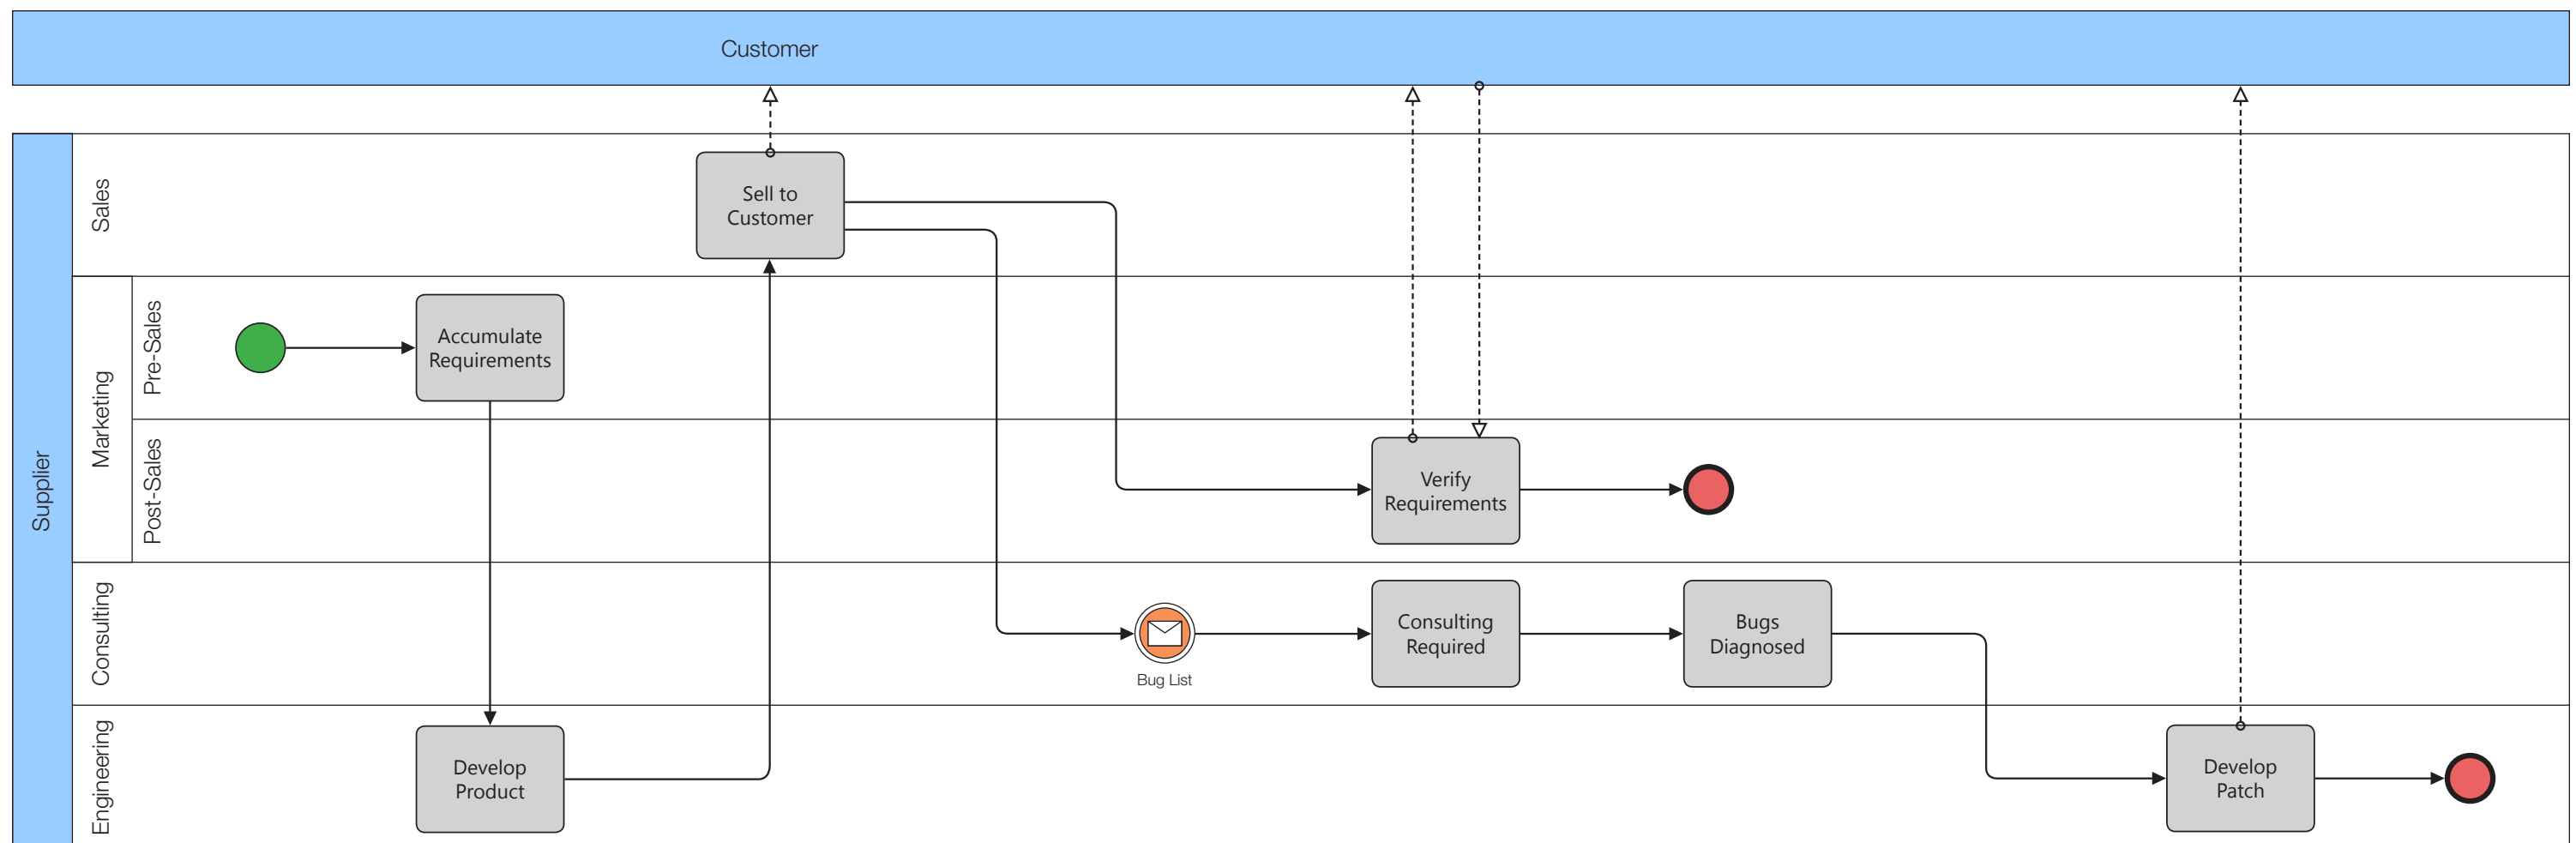 Customer
Supplier
Sales
Sell to
Customer
Marketing
Pre-Sales
Accumulate
Requirements
Post-Sales
Verify
Requirements
Consulting
Bug List
Consulting
Required
Bugs
Diagnosed
Engineering
Develop
Product
Develop
Patch